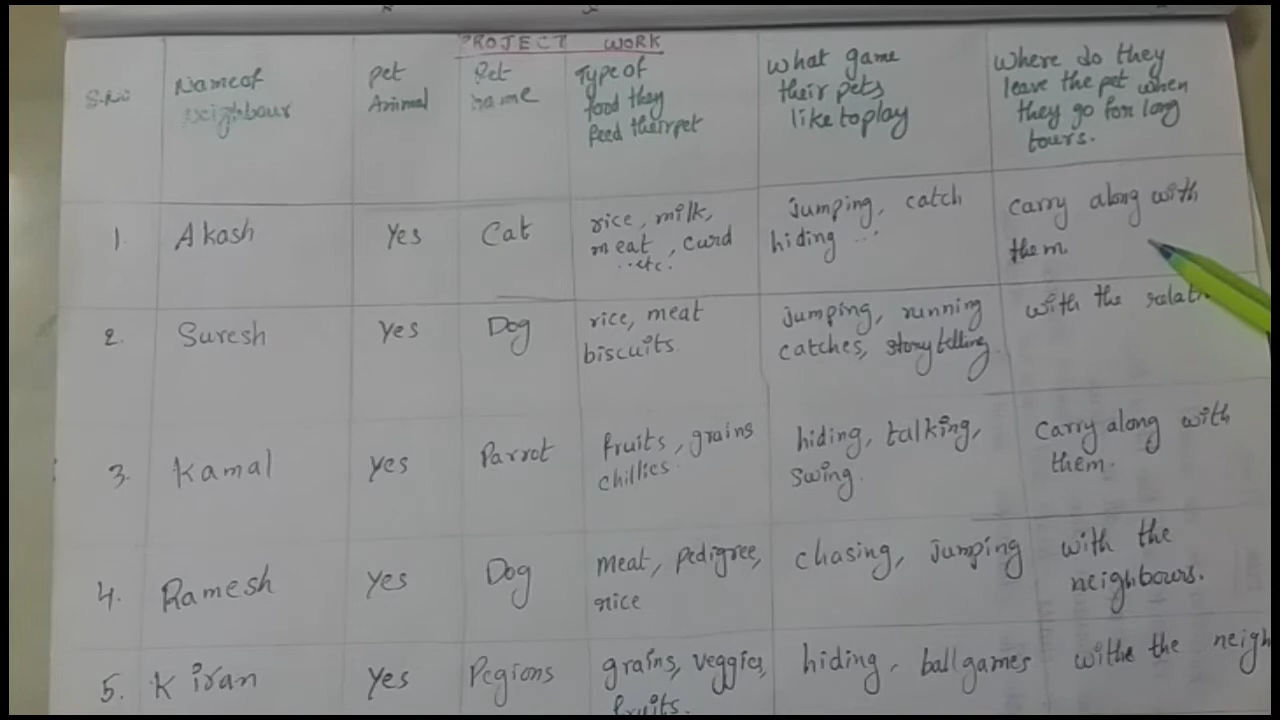 PROJECT WORK
S.No
Name of
neighbour
Pet
Animal
Pet
name
Type of
food they
feed their pet
What game
their pets
like to play
Where do they
leave the pet when
they go for long
tours.
1.
Akash
Yes
Cat
rice, milk,
meat, curd
..etc.
Jumping, catch
hiding ...
carry along with
them
2.
Suresh
Yes
Dog
rice, meat
biscuits.
Jumping, running
catches, story telling.
with the
3.
Kamal
Yes
Parrot
fruits, grains
chillies.
hiding, talking,
swing.
Carry along with
them.
4.
Ramesh
Yes
Dog
meat, pedigree,
rice
chasing, jumping
with the
neighbours.
5.
Kiran
Yes
Pegions
grains, veggies,
fruits.
hiding, ball games
withe the neigh